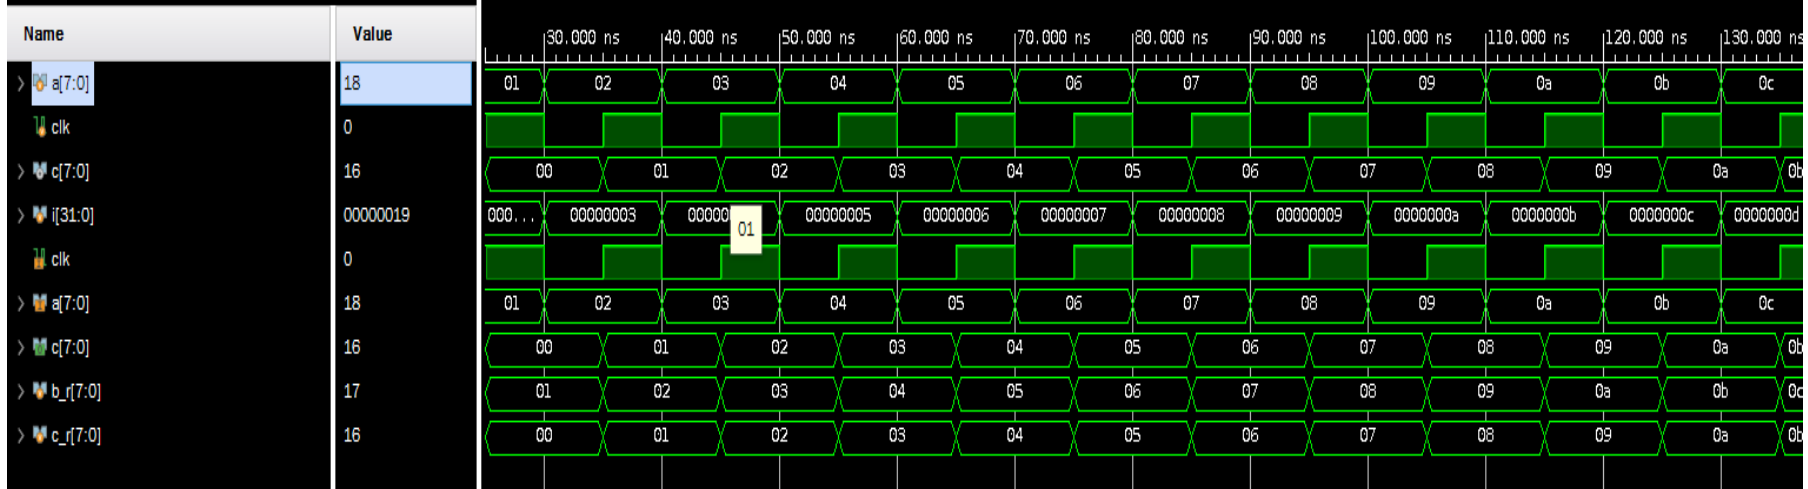 Name Value 30.000 ns 40.000 ns 50.000 ns 60.000 ns 70.000 ns 80.000 ns 90.000 ns 100.000 ns 110.000 ns 120.000 ns 130.000 ns
> a[7:0] 18 01 02 03 04 05 06 07 08 09 0a 0b 0c
clk 0
> c[7:0] 16 00 01 02 03 04 05 06 07 08 09 0a 0b
> i[31:0] 00000019 000... 00000003 00000 00000005 00000006 00000007 00000008 00000009 0000000a 0000000b 0000000c 0000000d
01
clk 0
> a[7:0] 18 01 02 03 04 05 06 07 08 09 0a 0b 0c
> c[7:0] 16 00 01 02 03 04 05 06 07 08 09 0a 0b
> b_r[7:0] 17 01 02 03 04 05 06 07 08 09 0a 0b 0c
> c_r[7:0] 16 00 01 02 03 04 05 06 07 08 09 0a 0b